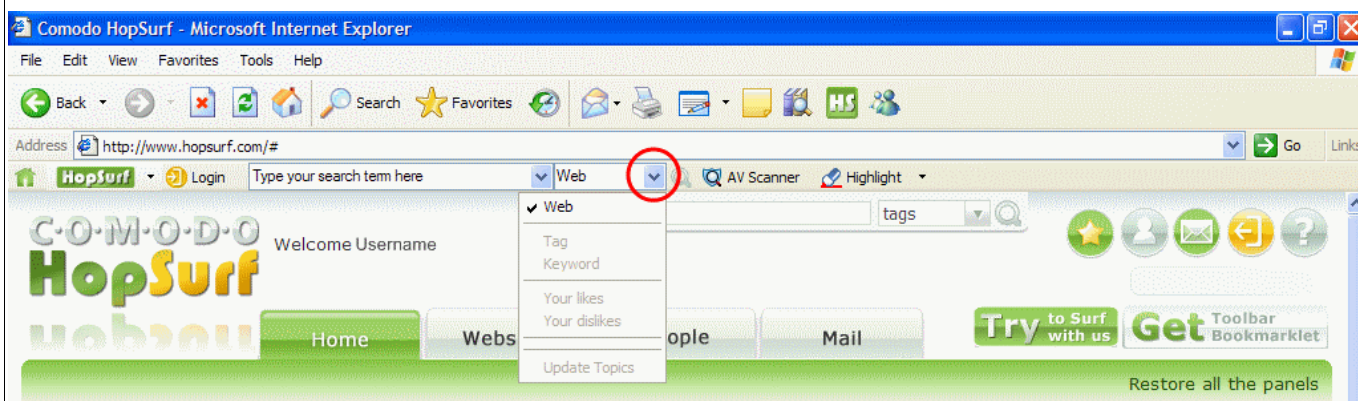 Comodo HopSurf - Microsoft Internet Explorer
File Edit View Favorites Tools Help
Back Search Favorites HS
Address http://www.hopsurf.com/# Go Links
HopSurf Login Type your search tem here Web AV Scanner Highlight
Web
tags
C·O·M·O·D·O
HopSurf
Welcome Username
Tag
Keyword
Your likes
Your dislikes
Update Topics
Home Webs ople Mail
Try to Surf with us
Get Toolbar Bookmarklet
Restore all the panels